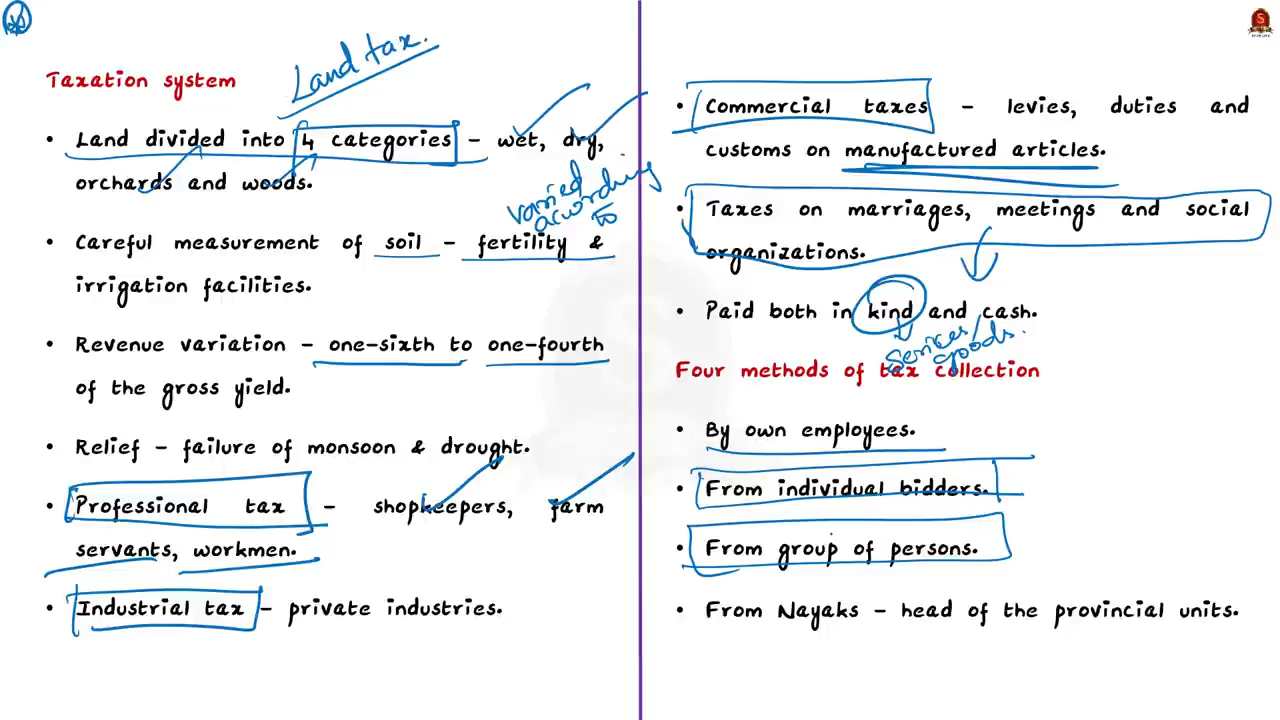 Land tax.
Taxation system
• Land divided into 4 categories - wet, dry,
orchards and woods.
varied according to
• Careful measurement of soil - fertility &
irrigation facilities.
• Revenue variation - one-sixth to one-fourth
of the gross yield.
• Relief - failure of monsoon & drought.
• Professional tax - shopkeepers, farm
servants, workmen.
• Industrial tax - private industries.
• Commercial taxes - levies, duties and
customs on manufactured articles.
• Taxes on marriages, meetings and social
organizations.
• Paid both in kind and cash.
services/goods.
Four methods of tax collection
• By own employees.
• From individual bidders.
• From group of persons.
• From Nayaks - head of the provincial units.